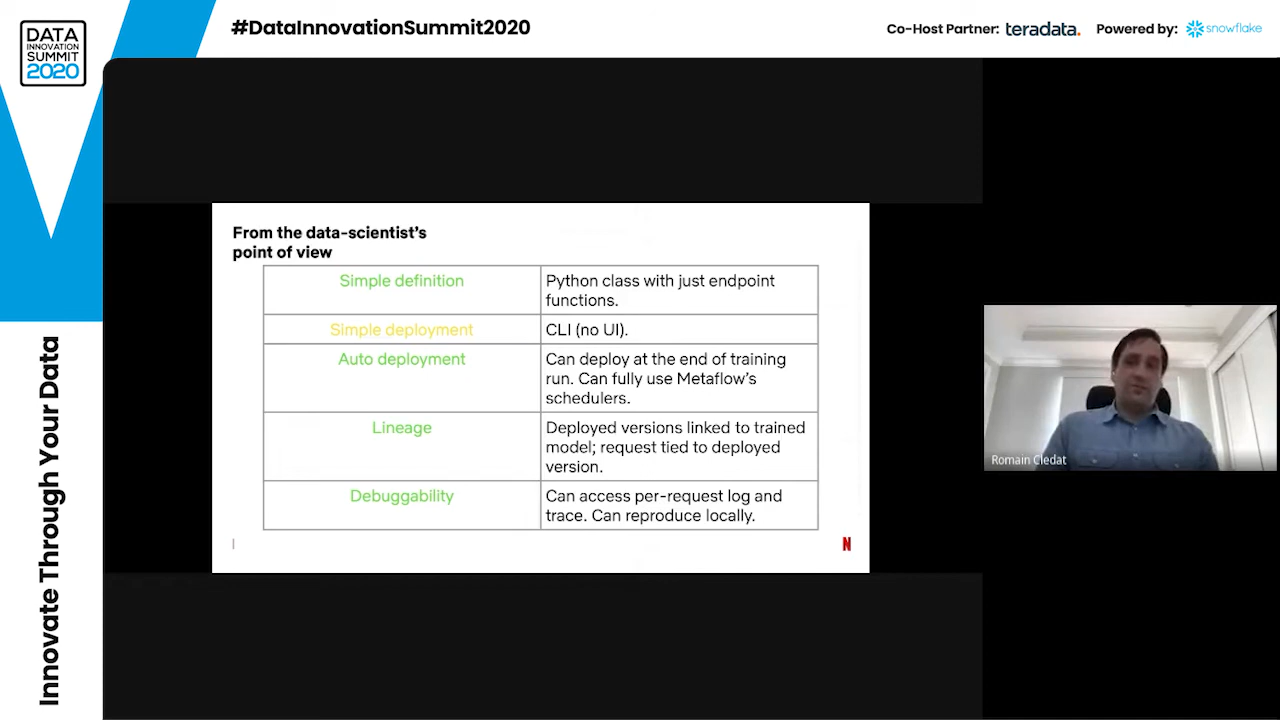 #DataInnovationSummit2020
Co-Host Partner: teradata. Powered by: snowflake
DATA
INNOVATION
SUMMIT
2020
Innovate Through Your Data
From the data-scientist's
point of view
Simple definition
Python class with just endpoint
functions.
Simple deployment
CLI (no UI).
Auto deployment
Can deploy at the end of training
run. Can fully use Metaflow's
schedulers.
Lineage
Deployed versions linked to trained
model; request tied to deployed
version.
Debuggability
Can access per-request log and
trace. Can reproduce locally.
N
Romain Cledat